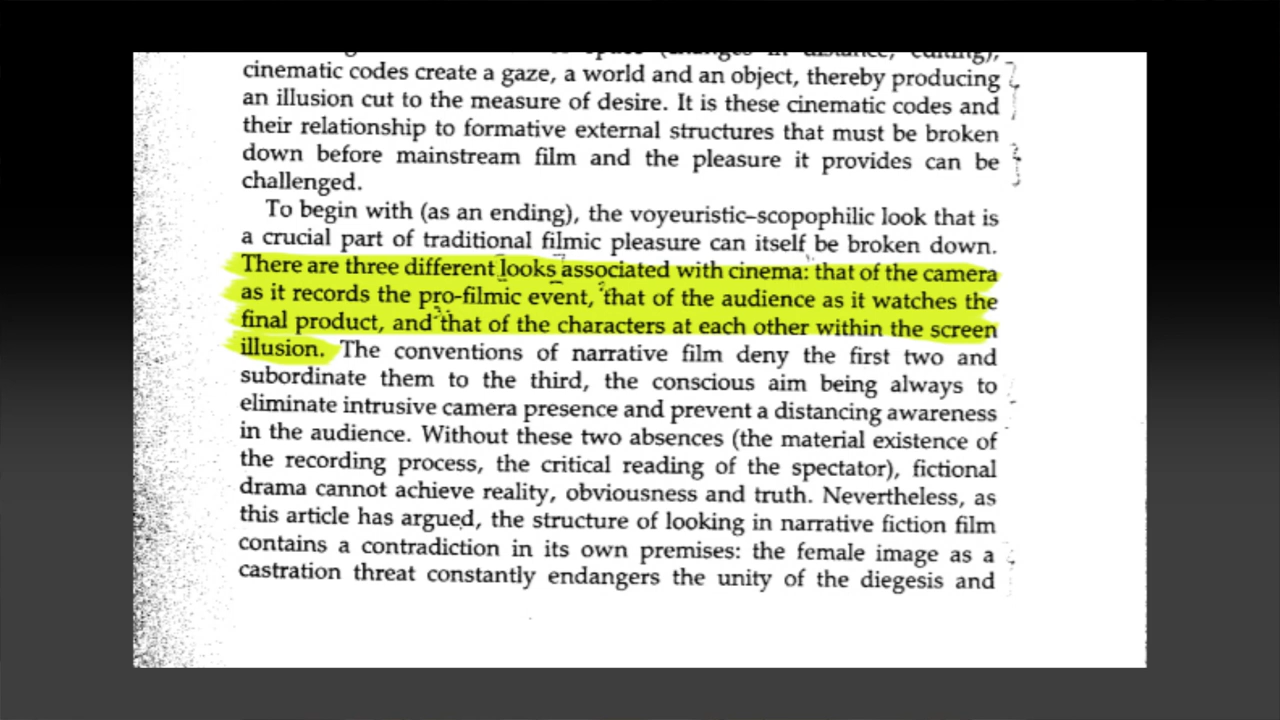 cinematic codes create a gaze, a world and an object, thereby producing
an illusion cut to the measure of desire. It is these cinematic codes and
their relationship to formative external structures that must be broken
down before mainstream film and the pleasure it provides can be
challenged.
To begin with (as an ending), the voyeuristic–scopophilic look that is
a crucial part of traditional filmic pleasure can itself be broken down.
There are three different looks associated with cinema: that of the camera
as it records the pro-filmic event, that of the audience as it watches the
final product, and that of the characters at each other within the screen
illusion. The conventions of narrative film deny the first two and
subordinate them to the third, the conscious aim being always to
eliminate intrusive camera presence and prevent a distancing awareness
in the audience. Without these two absences (the material existence of
the recording process, the critical reading of the spectator), fictional
drama cannot achieve reality, obviousness and truth. Nevertheless, as
this article has argued, the structure of looking in narrative fiction film
contains a contradiction in its own premises: the female image as a
castration threat constantly endangers the unity of the diegesis and